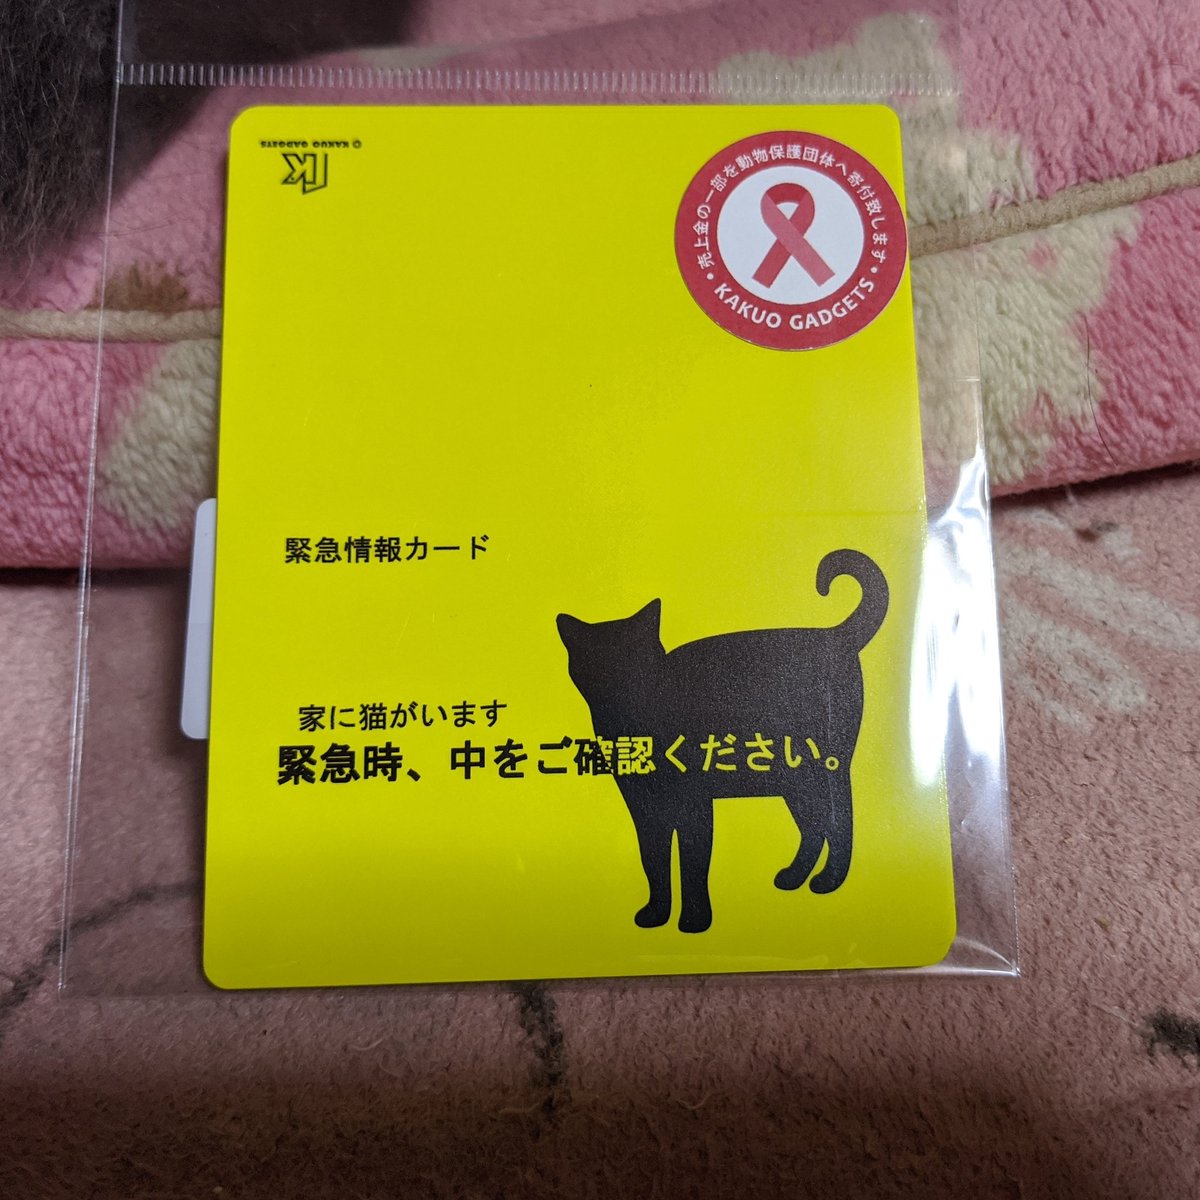 © KAKUO GADGETS
売上金の一部を動物保護団体へ寄付致します
• KAKUO GADGETS •
緊急情報カード
家に猫がいます
緊急時、中をご確認ください。